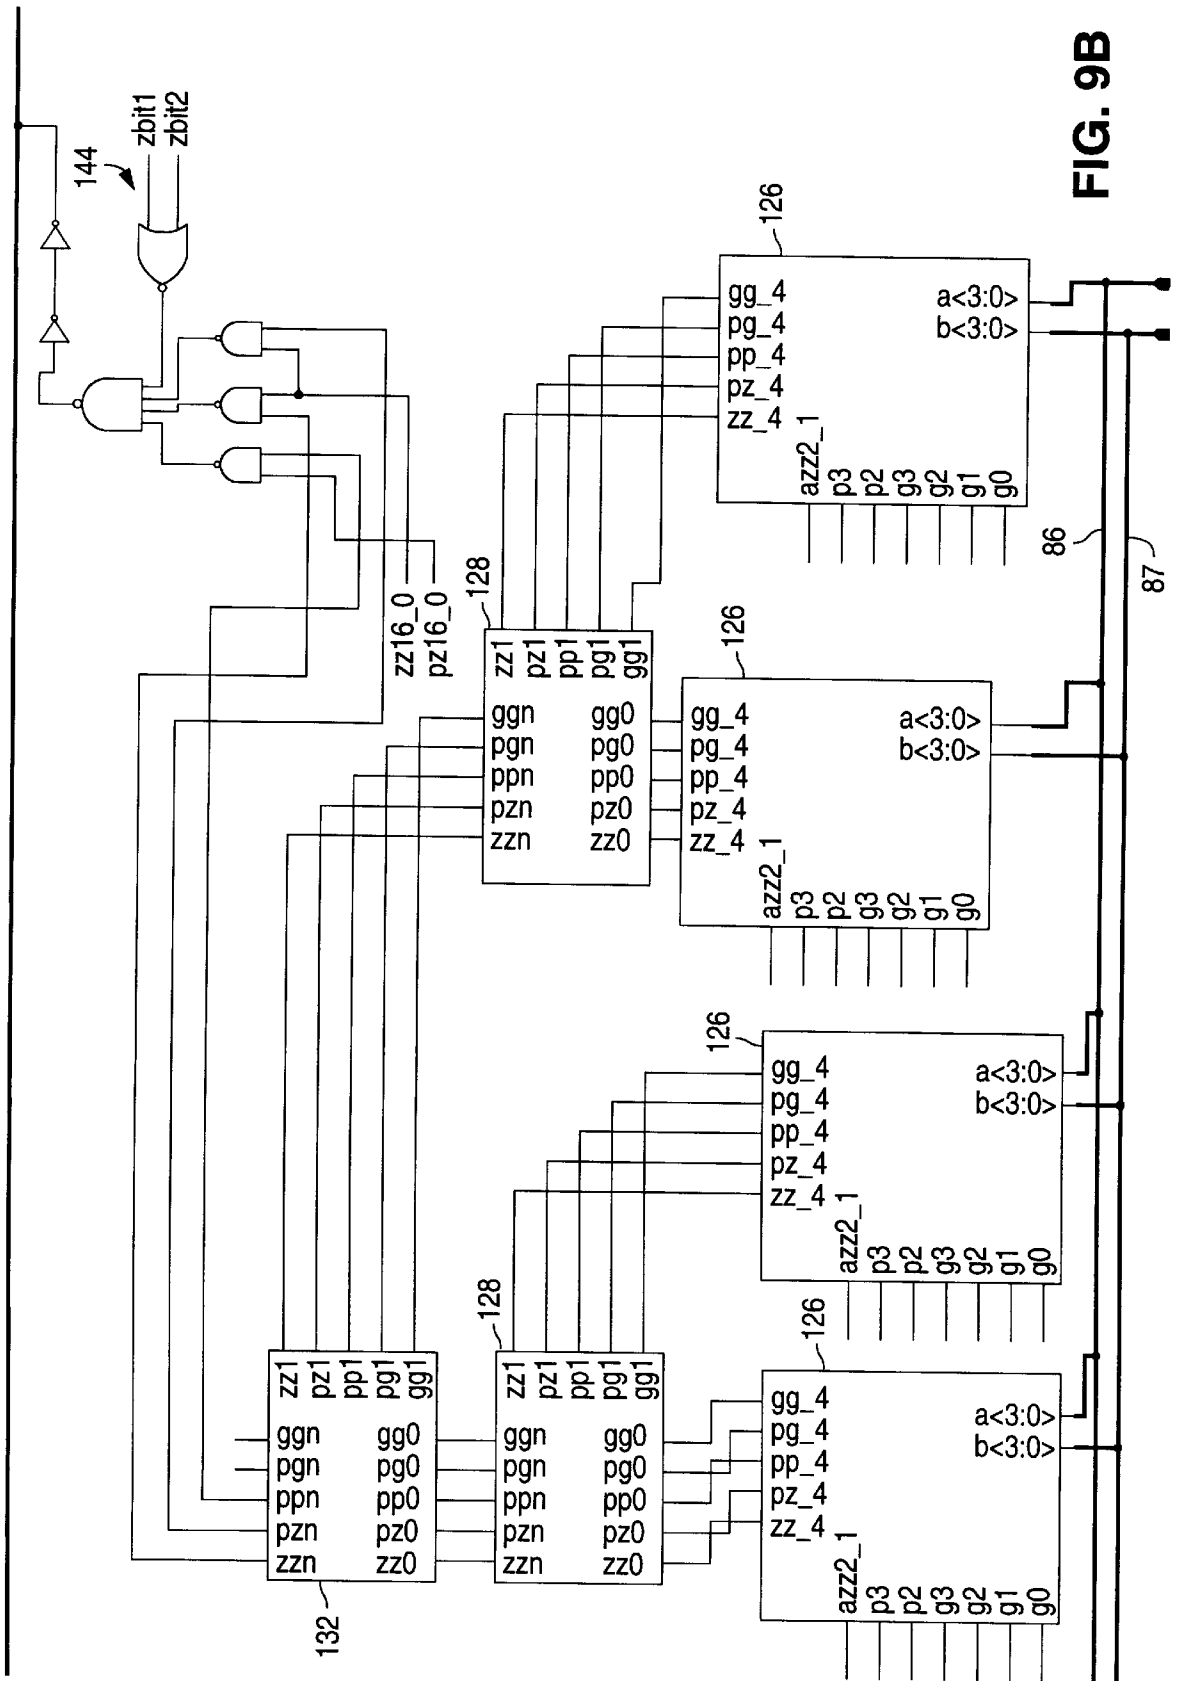 FIG. 9B
144
zbit1
zbit2
zz16_0
pz16_0
132
zz1
pz1
pp1
pg1
gg1
ggn
pgn
ppn
pzn
zzn
gg0
pg0
pp0
pz0
zz0
128
zz1
pz1
pp1
pg1
gg1
ggn
pgn
ppn
pzn
zzn
gg0
pg0
pp0
pz0
zz0
128
zz1
pz1
pp1
pg1
gg1
ggn
pgn
ppn
pzn
zzn
gg0
pg0
pp0
pz0
zz0
126
gg_4
pg_4
pp_4
pz_4
zz_4
azz2_1
p3
p2
g3
g2
g1
g0
a<3:0>
b<3:0>
126
gg_4
pg_4
pp_4
pz_4
zz_4
azz2_1
p3
p2
g3
g2
g1
g0
a<3:0>
b<3:0>
126
gg_4
pg_4
pp_4
pz_4
zz_4
azz2_1
p3
p2
g3
g2
g1
g0
a<3:0>
b<3:0>
126
gg_4
pg_4
pp_4
pz_4
zz_4
azz2_1
p3
p2
g3
g2
g1
g0
a<3:0>
b<3:0>
86
87